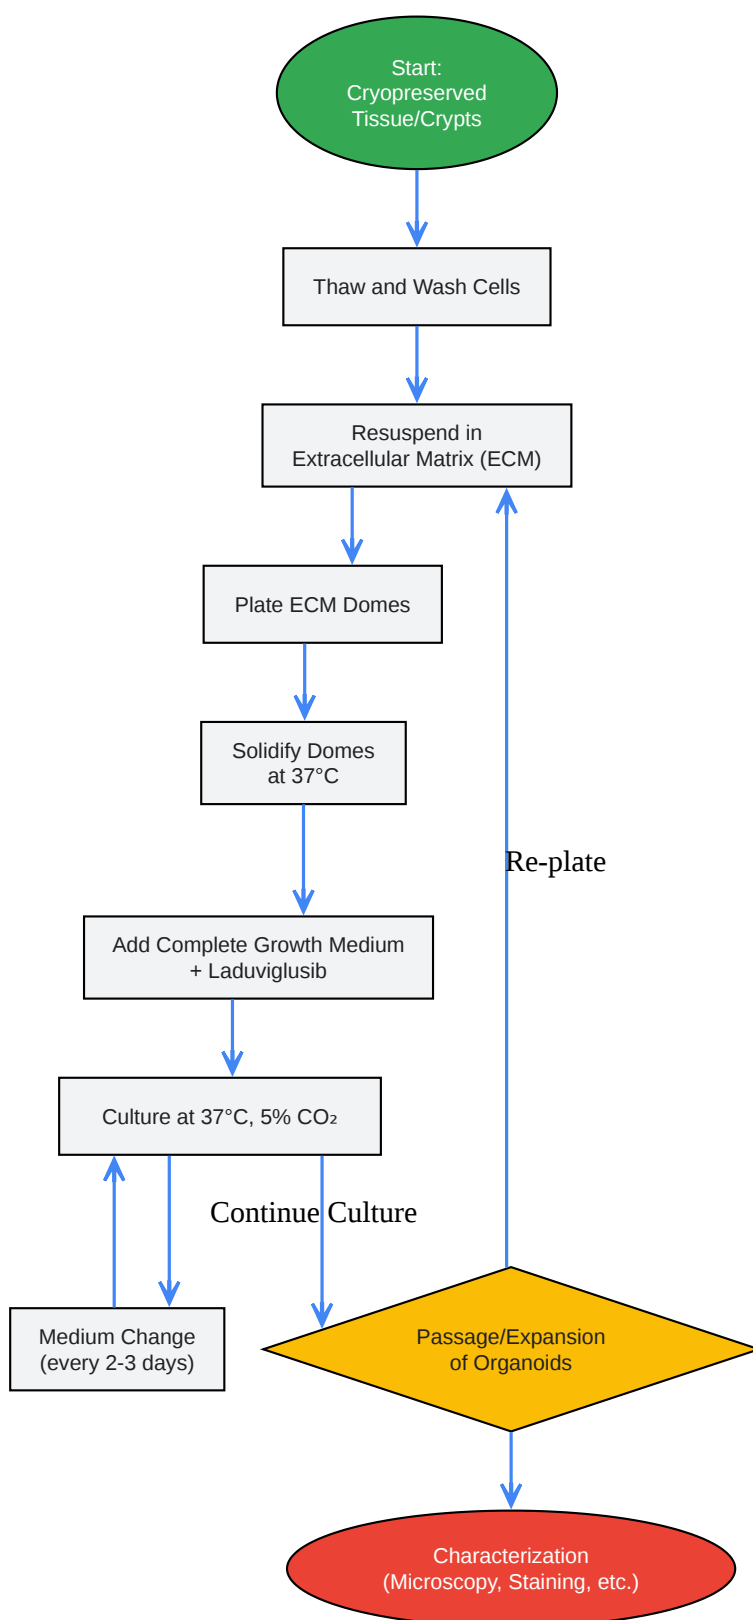 Start:
Cryopreserved
Tissue/Crypts
Thaw and Wash Cells
Resuspend in
Extracellular Matrix (ECM)
Plate ECM Domes
Solidify Domes
at 37°C
Re-plate
Add Complete Growth Medium
+ Laduviglusib
Culture at 37°C, 5% CO₂
Continue Culture
Medium Change
(every 2-3 days)
Passage/Expansion
of Organoids
Characterization
(Microscopy, Staining, etc.)